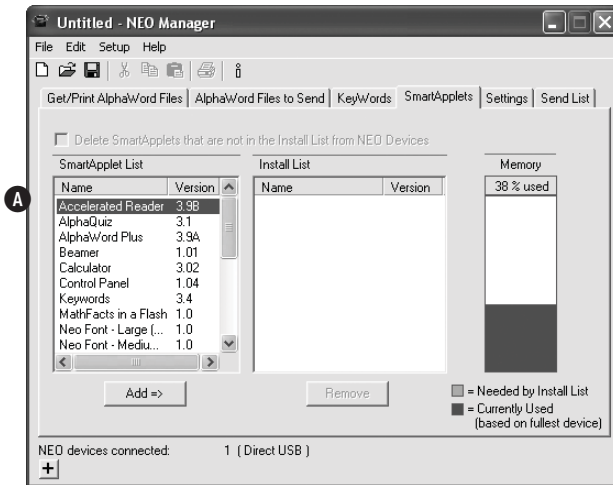 Untitled - NEO Manager
File Edit Setup Help
Get/Print AlphaWord Files AlphaWord Files to Send KeyWords SmartApplets Settings Send List
Delete SmartApplets that are not in the Install List from NEO Devices
SmartApplet List Install List Memory
Name Version Name Version 38 % used
A
Accelerated Reader 3.9B
AlphaQuiz 3.1
AlphaWord Plus 3.9A
Beamer 1.01
Calculator 3.02
Control Panel 1.04
Keywords 3.4
MathFacts in a Flash 1.0
Neo Font - Large (... 1.0
Neo Font - Mediu... 1.0
Add => Remove
= Needed by Install List
= Currently Used
(based on fullest device)
NEO devices connected: 1 ( Direct USB )